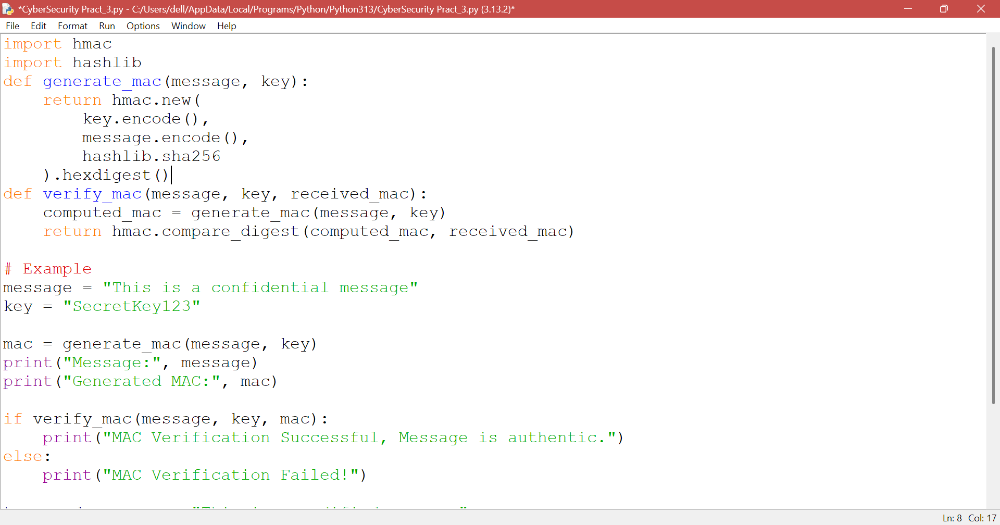 *CyberSecurity Pract_3.py - C:/Users/dell/AppData/Local/Programs/Python/Python313/CyberSecurity Pract_3.py (3.13.2)*
File Edit Format Run Options Window Help
import hmac
import hashlib
def generate_mac(message, key):
    return hmac.new(
        key.encode(),
        message.encode(),
        hashlib.sha256
    ).hexdigest()
def verify_mac(message, key, received_mac):
    computed_mac = generate_mac(message, key)
    return hmac.compare_digest(computed_mac, received_mac)

# Example
message = "This is a confidential message"
key = "SecretKey123"

mac = generate_mac(message, key)
print("Message:", message)
print("Generated MAC:", mac)

if verify_mac(message, key, mac):
    print("MAC Verification Successful, Message is authentic.")
else:
    print("MAC Verification Failed!")
Ln: 8 Col: 17